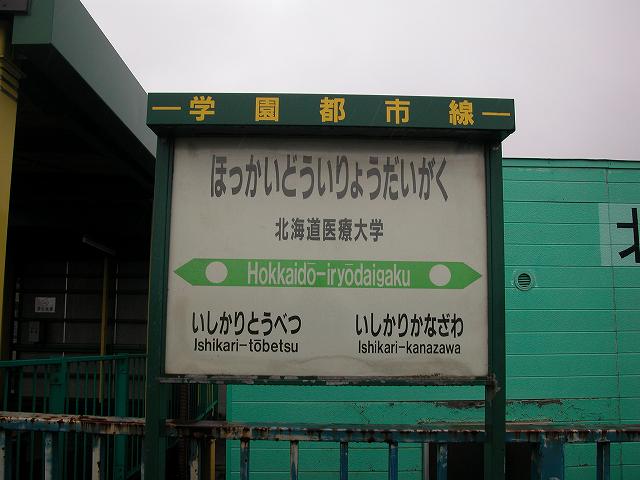 学園都市線
ほっかいどういりょうだいがく
北海道医療大学
Hokkaidō-iryōdaigaku
いしかりとうべつ いしかりかなざわ
Ishikari-tōbetsu Ishikari-kanazawa
北